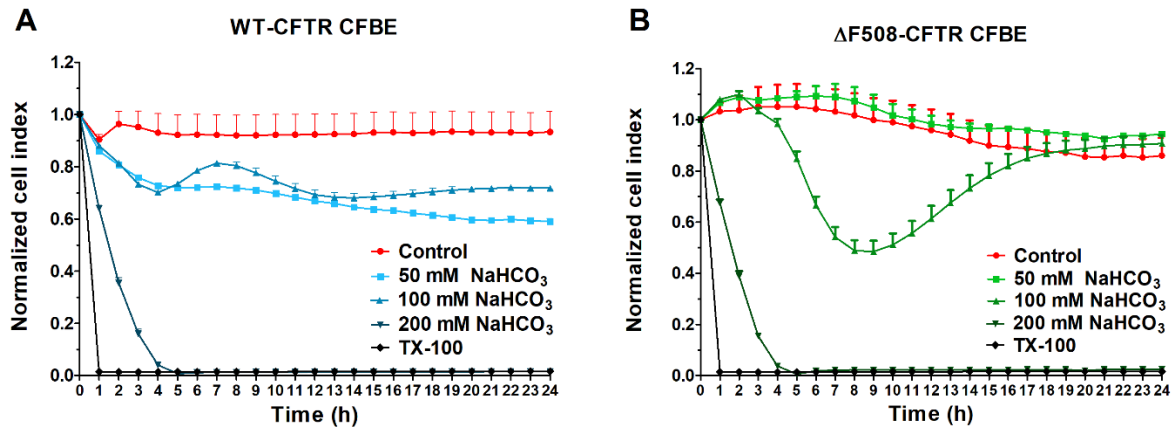 A
WT-CFTR CFBE
Normalized cell index
1.2
1.0
0.8
0.6
0.4
0.2
0.0
0 1 2 3 4 5 6 7 8 9 10 11 12 13 14 15 16 17 18 19 20 21 22 23 24
Time (h)
Control
50 mM NaHCO₃
100 mM NaHCO₃
200 mM NaHCO₃
TX-100
B
ΔF508-CFTR CFBE
Normalized cell index
1.2
1.0
0.8
0.6
0.4
0.2
0.0
0 1 2 3 4 5 6 7 8 9 10 11 12 13 14 15 16 17 18 19 20 21 22 23 24
Time (h)
Control
50 mM NaHCO₃
100 mM NaHCO₃
200 mM NaHCO₃
TX-100